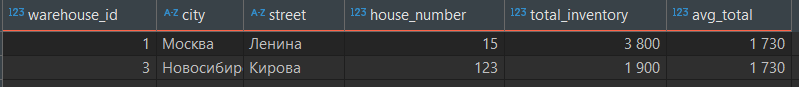 123 warehouse_id A-Z city A-Z street 123 house_number 123 total_inventory 123 avg_total
1 Москва Ленина 15 3 800 1 730
3 Новосибир Кирова 123 1 900 1 730